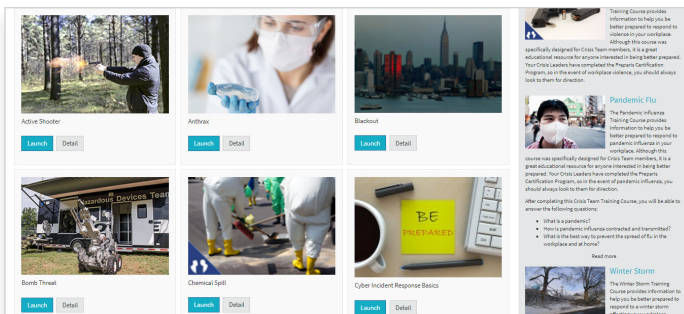 Active Shooter
Launch
Detail
Anthrax
Launch
Detail
Blackout
Launch
Detail
Hazardous Devices Team
Bomb Threat
Launch
Detail
Chemical Spill
Launch
Detail
BE
PREPARED
Cyber Incident Response Basics
Launch
Detail
Training Course provides
information to help you be
better prepared to respond to
violence in your workplace.
Although this course was
specifically designed for Crisis Team members, it is a great
educational resource for anyone interested in being better prepared.
Your Crisis Leaders have completed the Preparis Certification
Program, so in the event of workplace violence, you should always
look to them for direction.
Pandemic Flu
The Pandemic Influenza
Training Course provides
information to help you be
better prepared to respond to
pandemic influenza in your
workplace. Although this
course was specifically designed for Crisis Team members, it is a
great educational resource for anyone interested in being better
prepared. Your Crisis Leaders have completed the Preparis
Certification Program, so in the event of pandemic influenza, you
should always look to them for direction.
After completing this Crisis Team Training Course, you will be able to
answer the following questions:
What is a pandemic?
How is pandemic influenza contracted and transmitted?
What is the best way to prevent the spread of flu in the
workplace and at home?
Read more
Winter Storm
The Winter Storm Training
Course provides information to
help you be better prepared to
respond to a winter storm